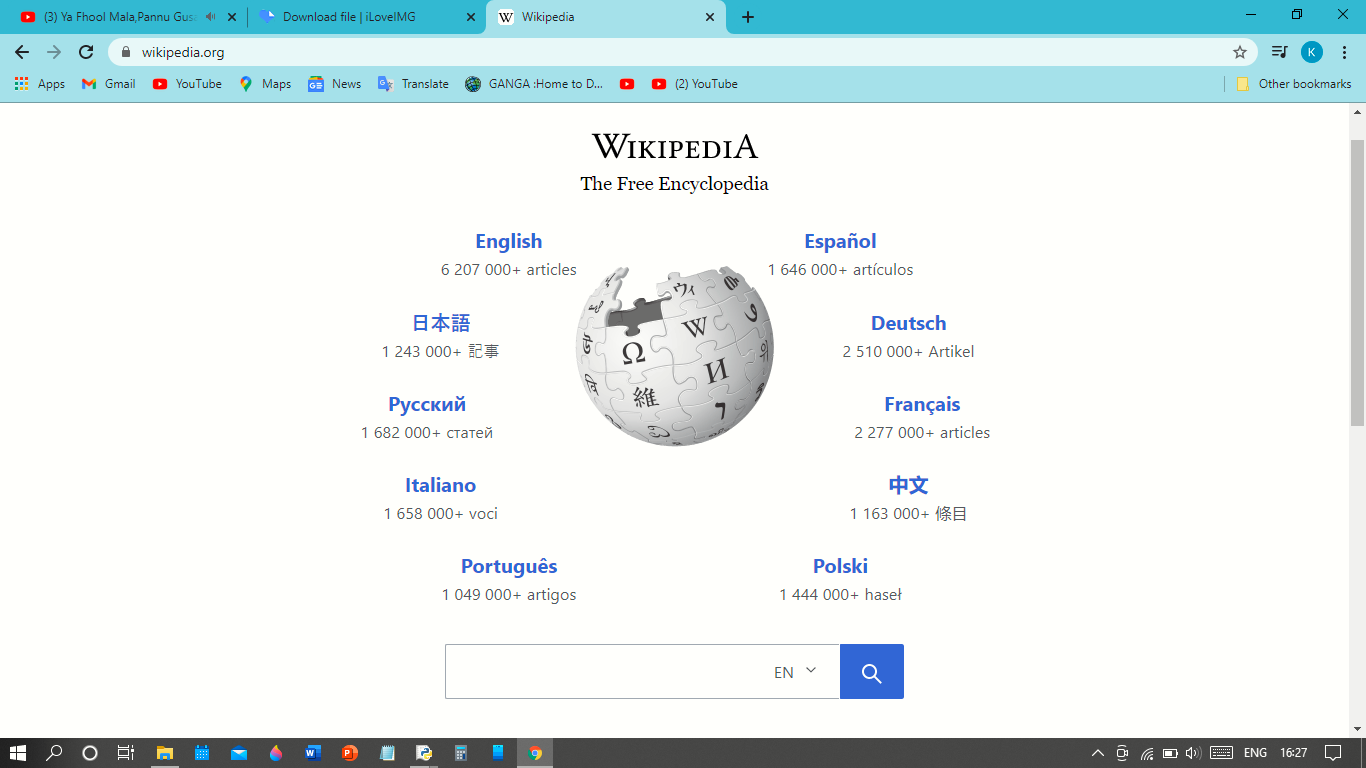 (3) Ya Fhool Mala,Pannu Gus
Download file | iLoveIMG
Wikipedia
wikipedia.org
K
Apps
Gmail
YouTube
Maps
News
Translate
GANGA :Home to D...
(2) YouTube
Other bookmarks
WIKIPEDIA
The Free Encyclopedia
English
6 207 000+ articles
Español
1 646 000+ artículos
日本語
1 243 000+ 記事
Deutsch
2 510 000+ Artikel
Русский
1 682 000+ статей
Français
2 277 000+ articles
Italiano
1 658 000+ voci
中文
1 163 000+ 條目
Português
1 049 000+ artigos
Polski
1 444 000+ haseł
Ω
W
И
維
ウィ
EN
ENG
16:27